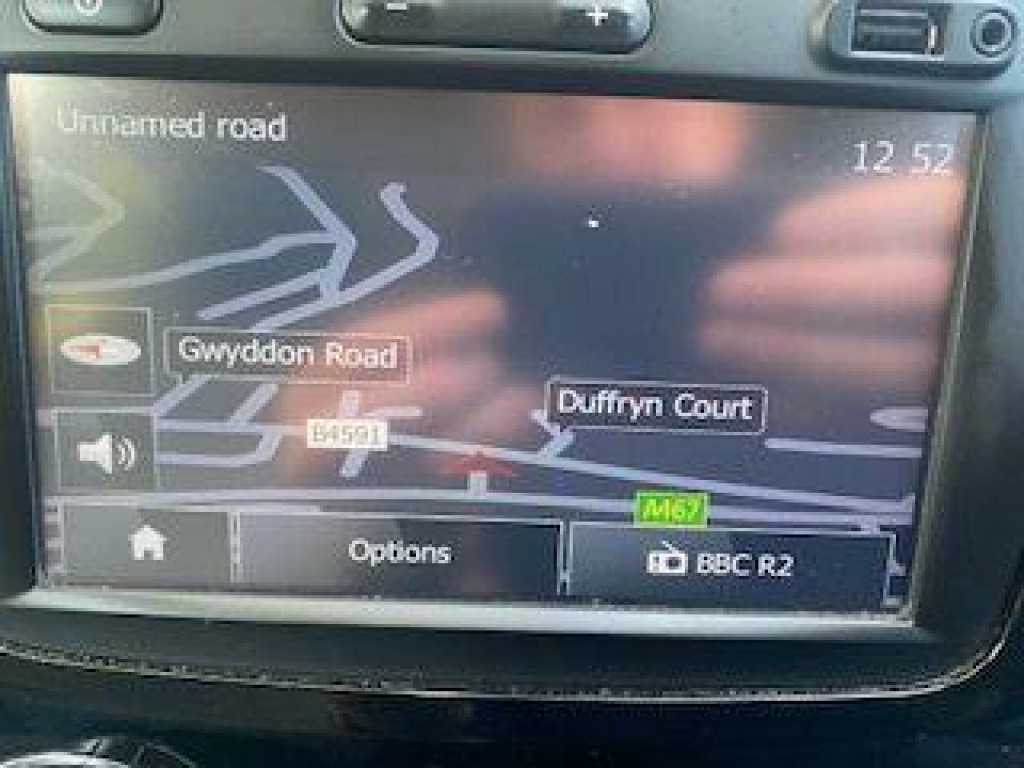 Unnamed road
12 52
Gwyddon Road
Duffryn Court
B4591
M67
Options
BBC R2